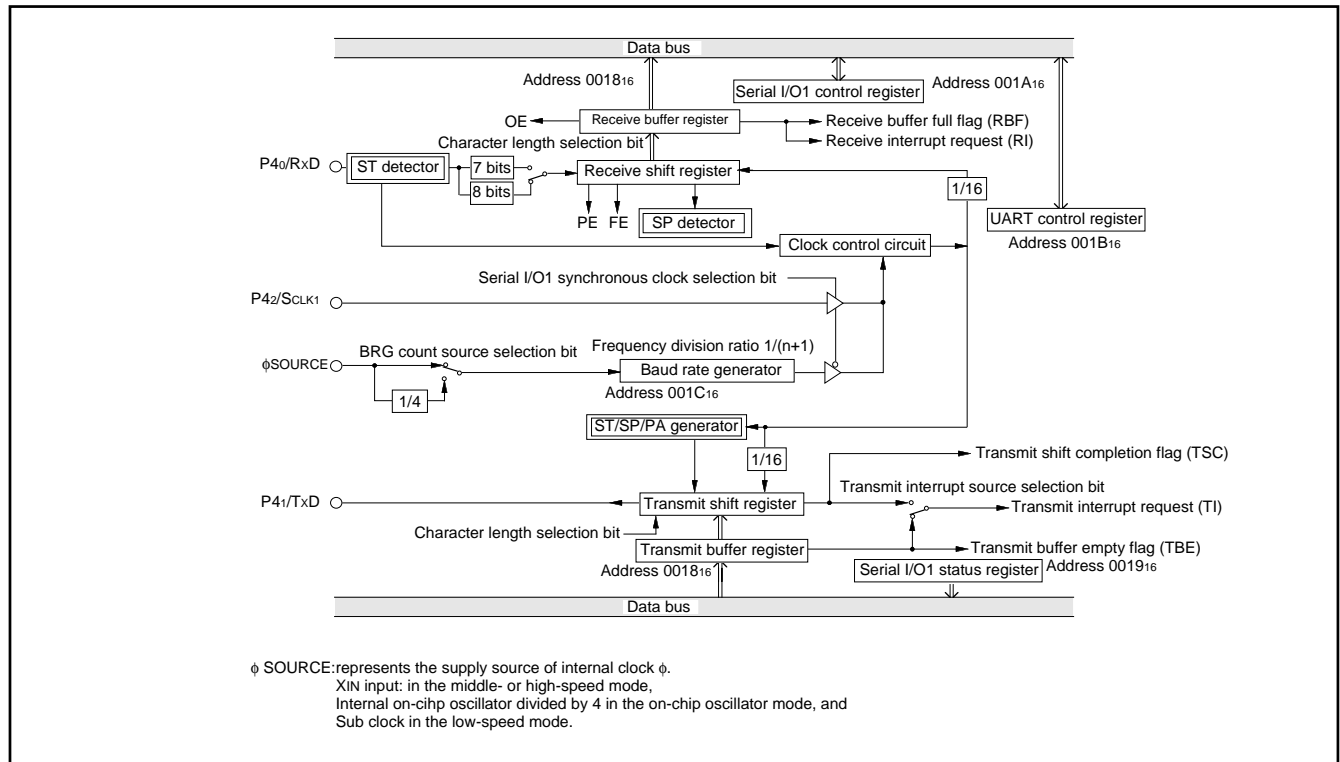 Data bus
Address 001816
Serial I/O1 control register
Address 001A16
OE
Receive buffer register
Receive buffer full flag (RBF)
Receive interrupt request (RI)
Character length selection bit
P40/RXD
ST detector
7 bits
8 bits
Receive shift register
1/16
PE
FE
SP detector
UART control register
Address 001B16
Clock control circuit
Serial I/O1 synchronous clock selection bit
P42/SCLK1
BRG count source selection bit
Frequency division ratio 1/(n+1)
φSOURCE
Baud rate generator
1/4
Address 001C16
ST/SP/PA generator
1/16
Transmit shift completion flag (TSC)
P41/TXD
Transmit shift register
Transmit interrupt source selection bit
Transmit interrupt request (TI)
Character length selection bit
Transmit buffer register
Transmit buffer empty flag (TBE)
Address 001816
Serial I/O1 status register
Address 001916
Data bus
φ SOURCE:represents the supply source of internal clock φ.
XIN input: in the middle- or high-speed mode,
Internal on-cihp oscillator divided by 4 in the on-chip oscillator mode, and
Sub clock in the low-speed mode.